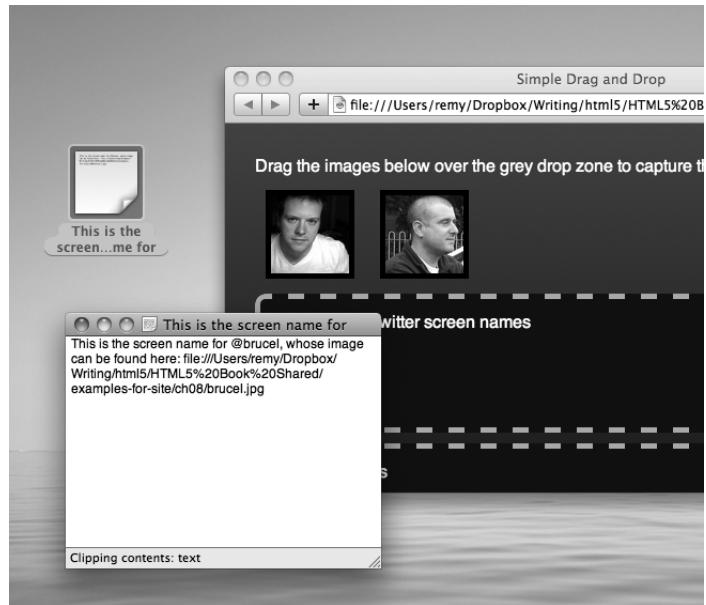 Simple Drag and Drop
file:///Users/remy/Dropbox/Writing/html5/HTML5%20B
Drag the images below over the grey drop zone to capture
This is the
screen...me for
This is the screen name for
This is the screen name for @brucel, whose image
can be found here: file:///Users/remy/Dropbox/
Writing/html5/HTML5%20Book%20Shared/
examples-for-site/ch08/brucel.jpg
witter screen names
s
Clipping contents: text